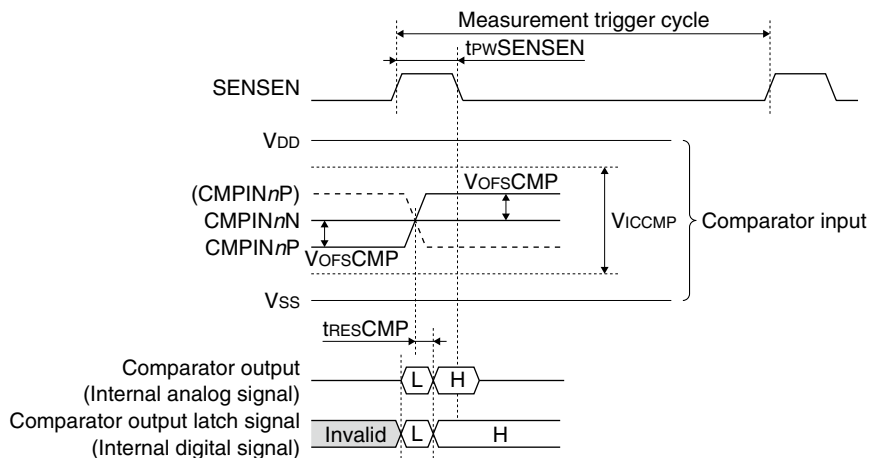 Measurement trigger cycle
tPWSENSEN
SENSEN
VDD
(CMPINnP)
VOFSCMP
CMPINnN
VICCMP
Comparator input
CMPINnP
VOFSCMP
VSS
tRESCMP
Comparator output
(Internal analog signal)
L
H
Comparator output latch signal
(Internal digital signal)
Invalid
L
H